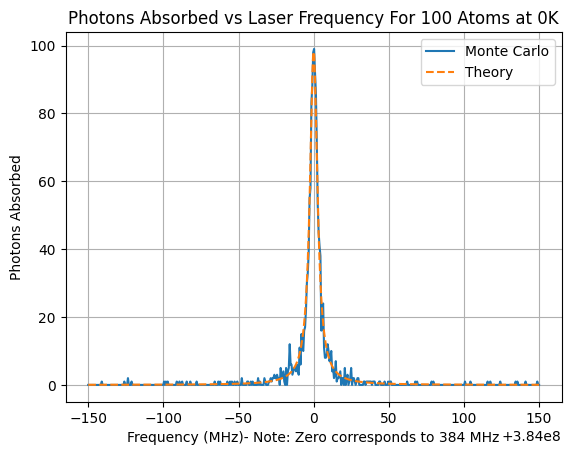 Photons Absorbed vs Laser Frequency For 100 Atoms at 0K
Monte Carlo
Theory
Photons Absorbed
100
80
60
40
20
0
−150
−100
−50
0
50
100
150
Frequency (MHz)- Note: Zero corresponds to 384 MHz
+3.84e8